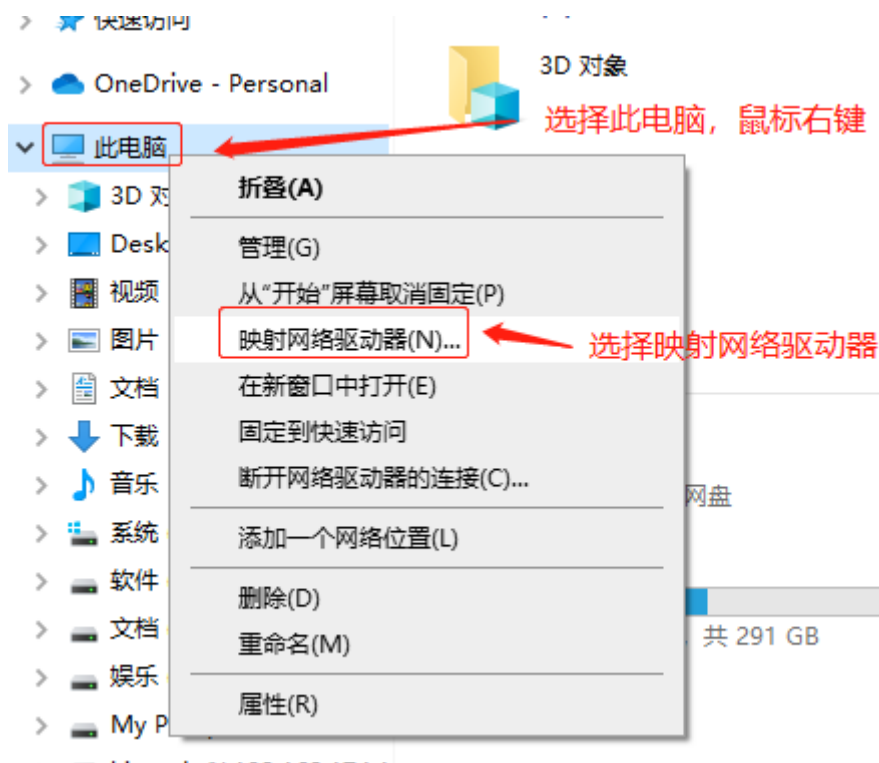 快速访问
OneDrive - Personal
此电脑
3D 对
Desk
视频
图片
文档
下载
音乐
系统
软件
文档
娱乐
My P
3D 对象
选择此电脑，鼠标右键
折叠(A)
管理(G)
从“开始”屏幕取消固定(P)
映射网络驱动器(N)...
选择映射网络驱动器
在新窗口中打开(E)
固定到快速访问
断开网络驱动器的连接(C)...
添加一个网络位置(L)
删除(D)
重命名(M)
属性(R)
网盘
共 291 GB